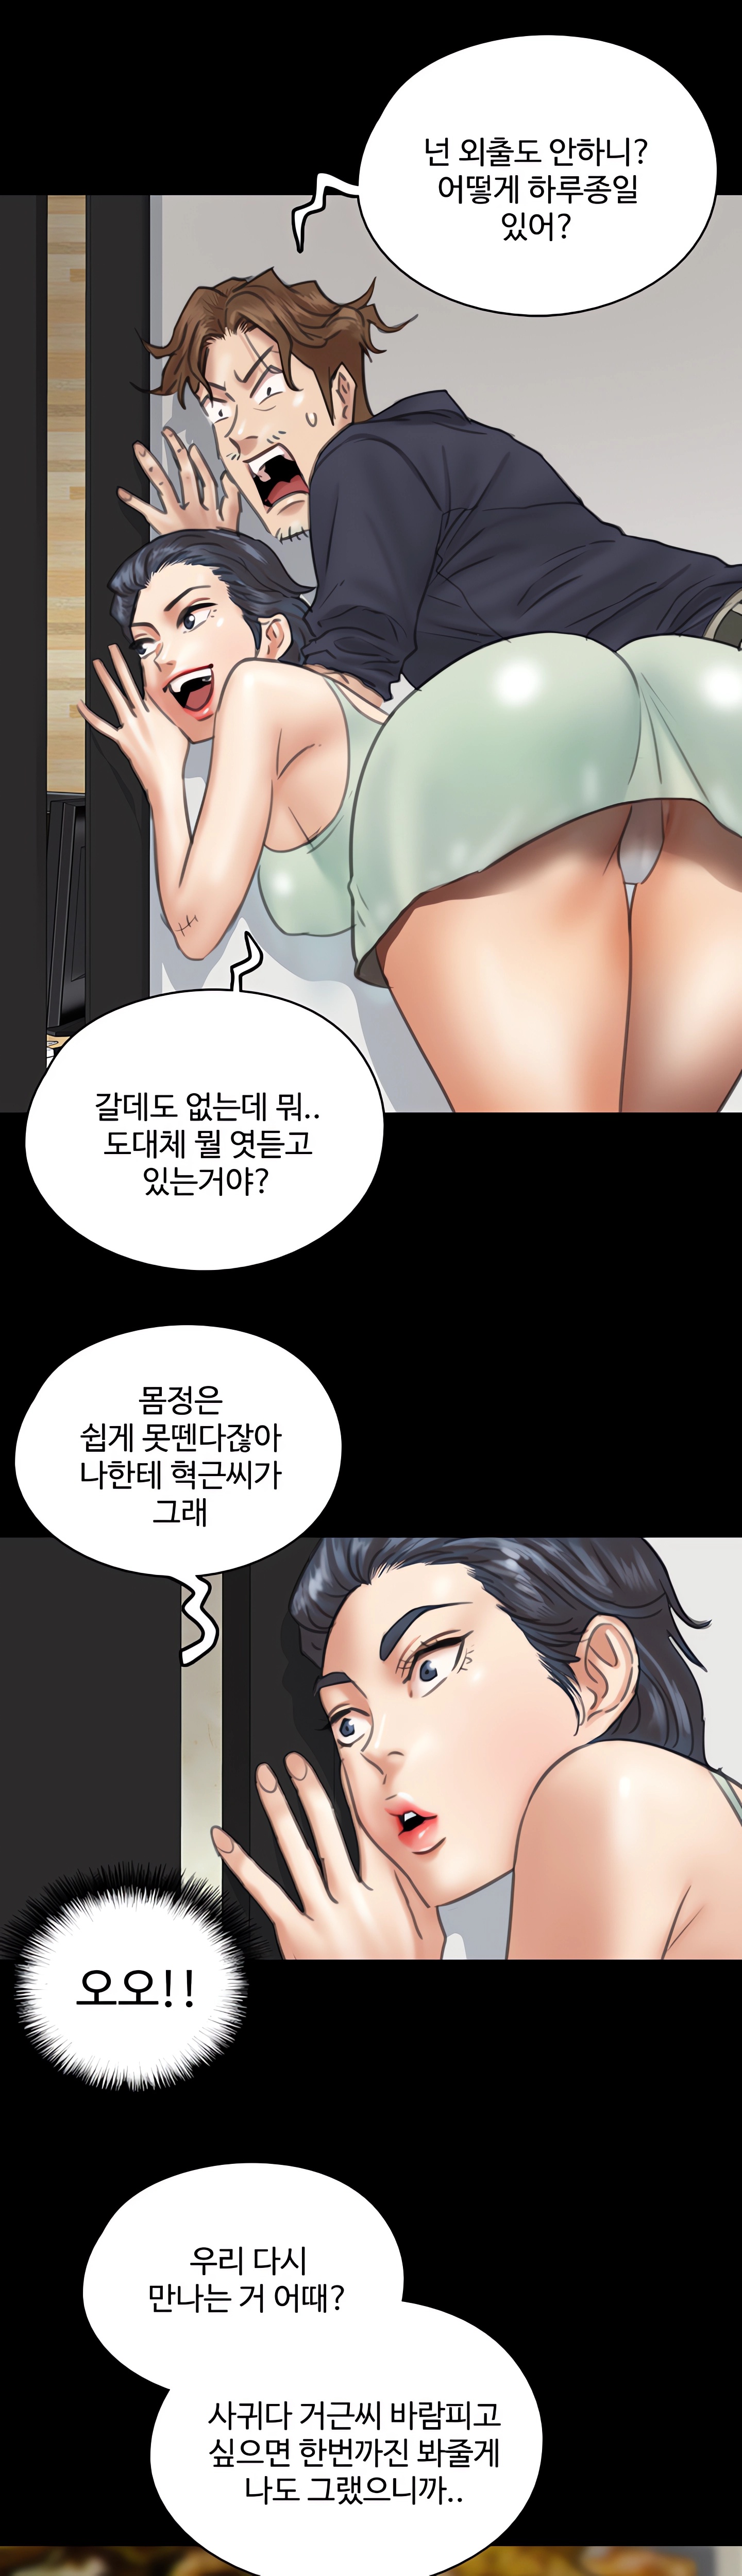 넌 외출도 안하니?
어떻게 하루종일
있어?
갈데도 없는데 뭐..
도대체 뭘 엿듣고
있는거야?
몸정은
쉽게 못뗀다잖아
나한테 혁근씨가
그래
오오!!
우리 다시
만나는 거 어때?
사귀다 거근씨 바람피고
싶으면 한번까진 봐줄게
나도 그랬으니까..